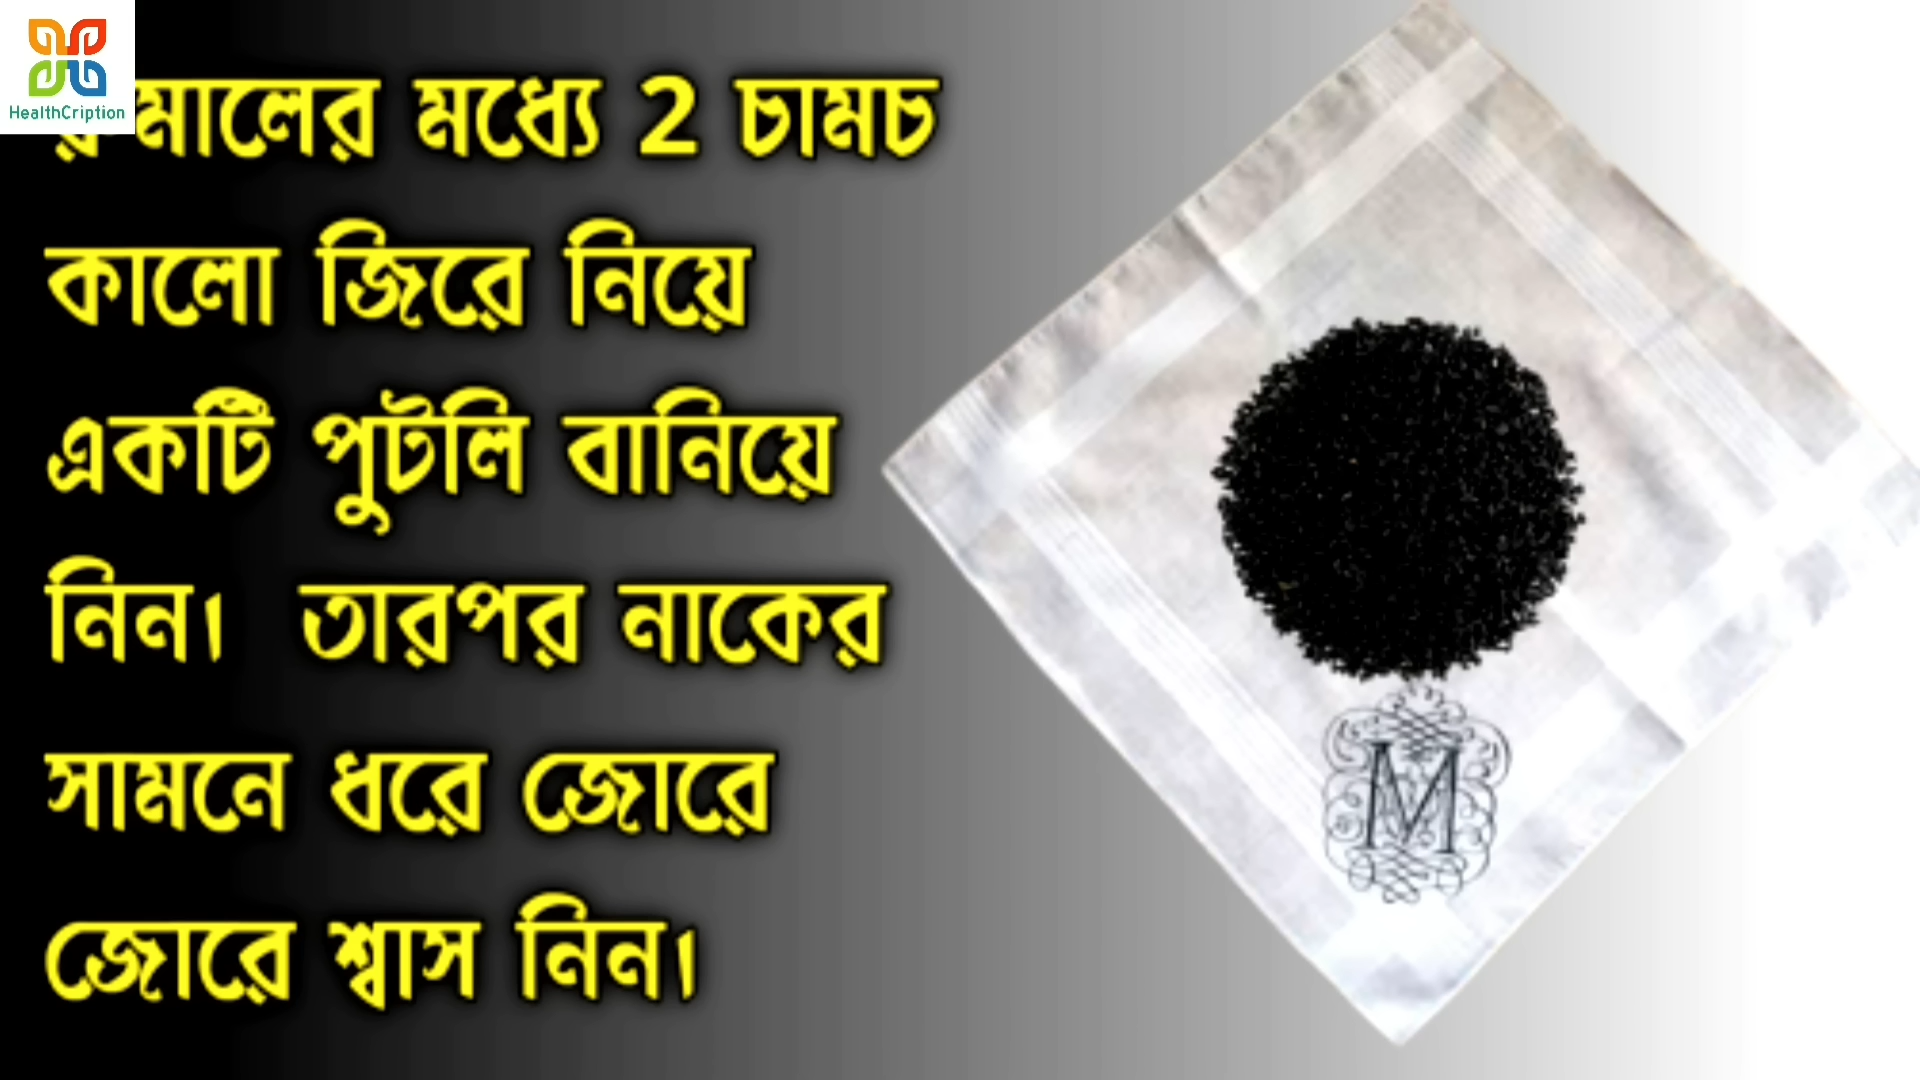 HealthCription
রুমালের মধ্যে 2 চামচ
কালো জিরে নিয়ে
একটি পুটলি বানিয়ে
নিন। তারপর নাকের
সামনে ধরে জোরে
জোরে শ্বাস নিন।
M